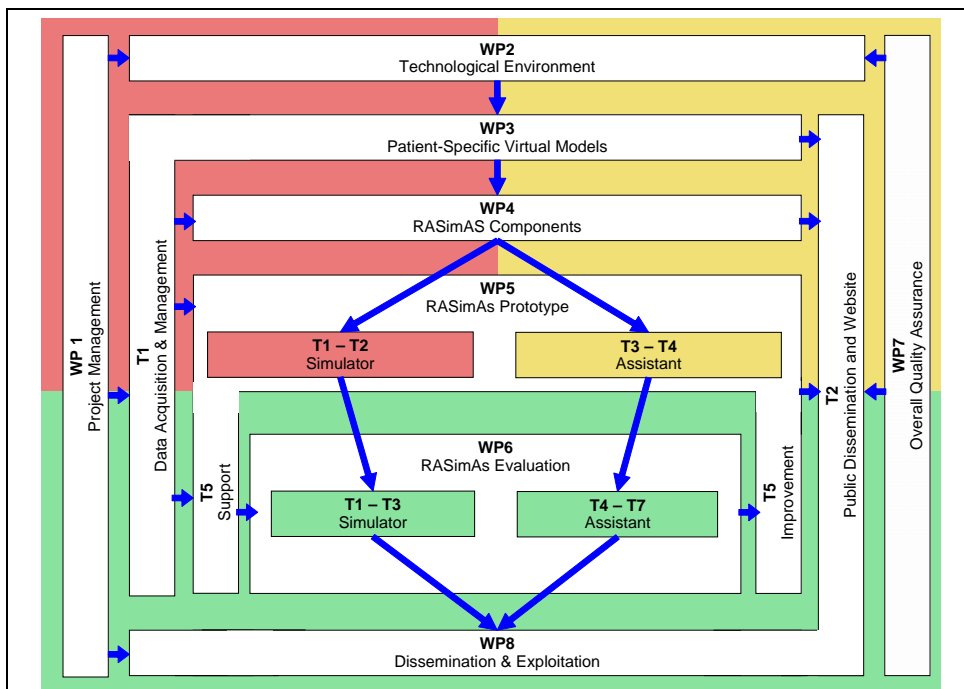 WP2
Technological Environment
WP3
Patient-Specific Virtual Models
WP4
RASimAS Components
WP5
RASimAs Prototype
T1 – T2
Simulator
T3 – T4
Assistant
WP6
RASimAs Evaluation
T1 – T3
Simulator
T4 – T7
Assistant
WP8
Dissemination & Exploitation
WP 1
Project Management
T1
Data Acquisition & Management
T5
Support
T5
Improvement
T2
Public Dissemination and Website
WP7
Overall Quality Assurance